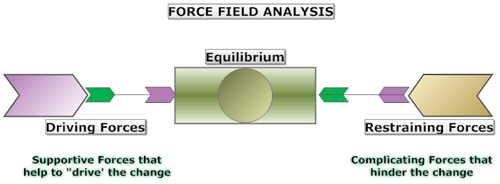 FORCE FIELD ANALYSIS
Equilibrium
Driving Forces
Restraining Forces
Supportive Forces that
help to "drive' the change
Complicating Forces that
hinder the change